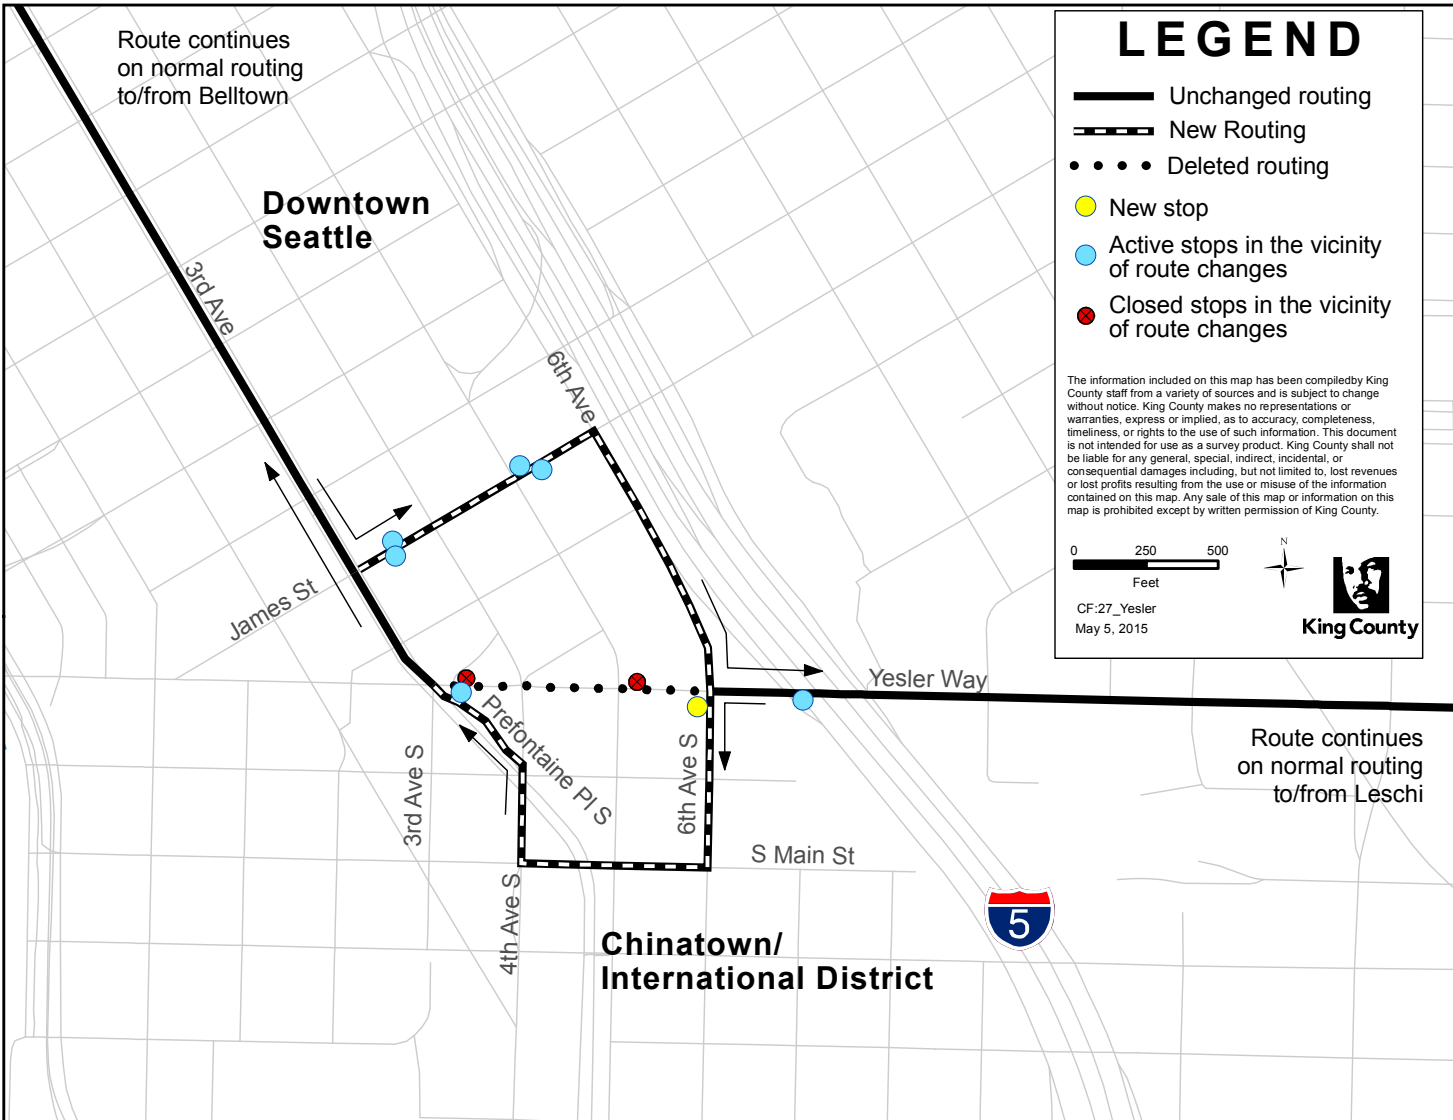 Route continues
on normal routing
to/from Belltown
Downtown
Seattle
3rd Ave
6th Ave
James St
Yesler Way
Prefontaine Pl S
3rd Ave S
6th Ave S
4th Ave S
S Main St
Route continues
on normal routing
to/from Leschi
5
Chinatown/
International District
LEGEND
Unchanged routing
New Routing
Deleted routing
New stop
Active stops in the vicinity
of route changes
Closed stops in the vicinity
of route changes
The information included on this map has been compiledby King
County staff from a variety of sources and is subject to change
without notice. King County makes no representations or
warranties, express or implied, as to accuracy, completeness,
timeliness, or rights to the use of such information. This document
is not intended for use as a survey product. King County shall not
be liable for any general, special, indirect, incidental, or
consequential damages including, but not limited to, lost revenues
or lost profits resulting from the use or misuse of the information
contained on this map. Any sale of this map or information on this
map is prohibited except by written permission of King County.
0 250 500
Feet
N
CF:27_Yesler
May 5, 2015
King County